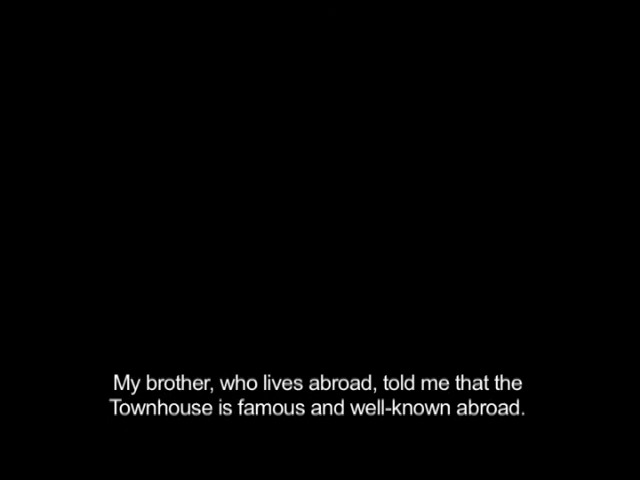 My brother, who lives abroad, told me that the
Townhouse is famous and well-known abroad.